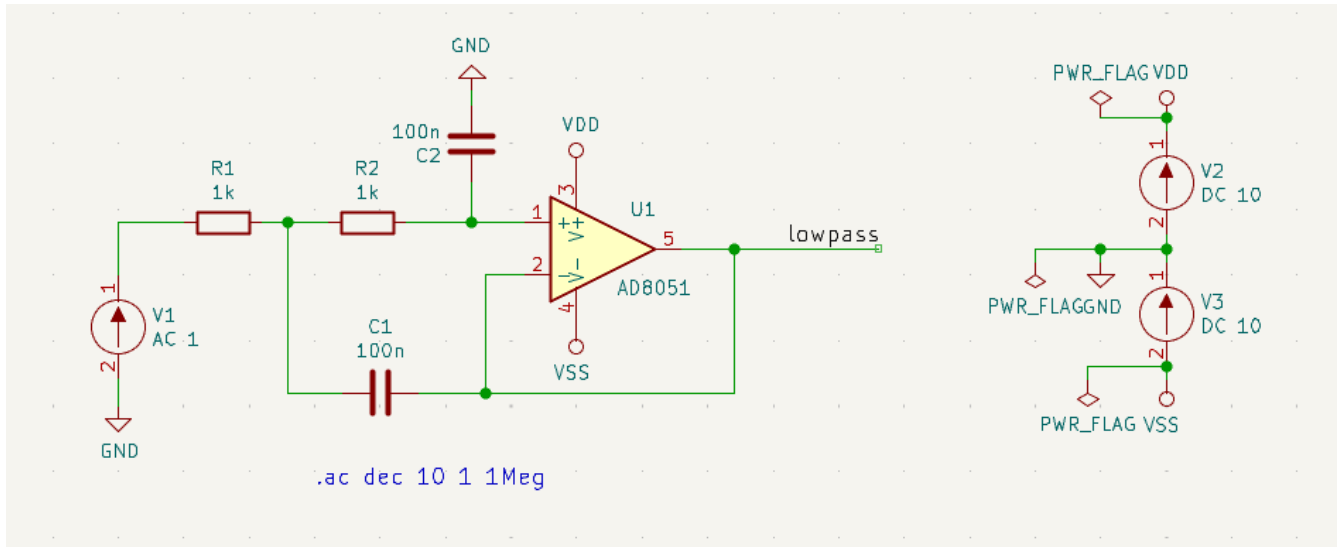 GND
PWR_FLAG VDD
100n
C2
VDD
R1
1k
R2
1k
3
1
V2
DC 10
1
+
V+
U1
2
5
lowpass
2
-
V-
AD8051
1
PWR_FLAG GND
1
V1
AC 1
4
V3
DC 10
C1
100n
2
2
VSS
PWR_FLAG VSS
GND
.ac dec 10 1 1Meg